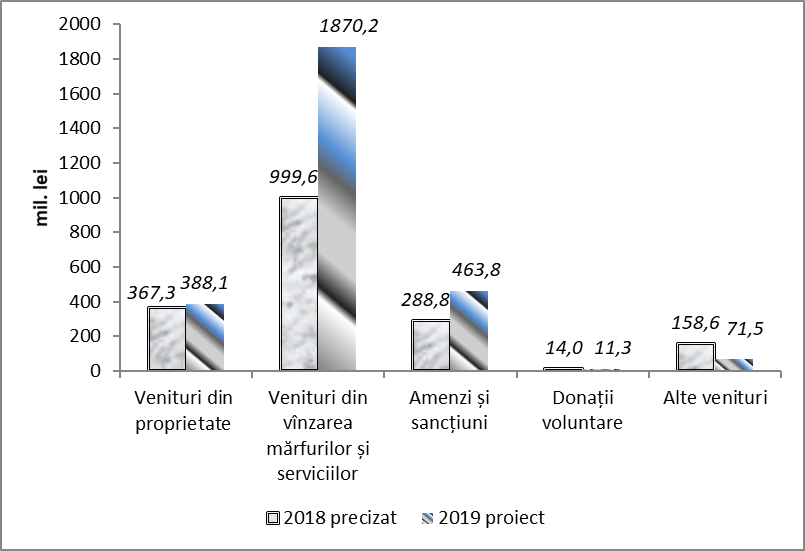 2000
1800
1600
1400
1200
1000
800
600
400
200
0
mil. lei
367,3
388,1
999,6
1870,2
288,8
463,8
14,0
11,3
158,6
71,5
Venituri din
proprietate
Venituri din
vînzarea
mărfurilor și
serviciilor
Amenzi și
sancțiuni
Donații
voluntare
Alte venituri
2018 precizat
2019 proiect